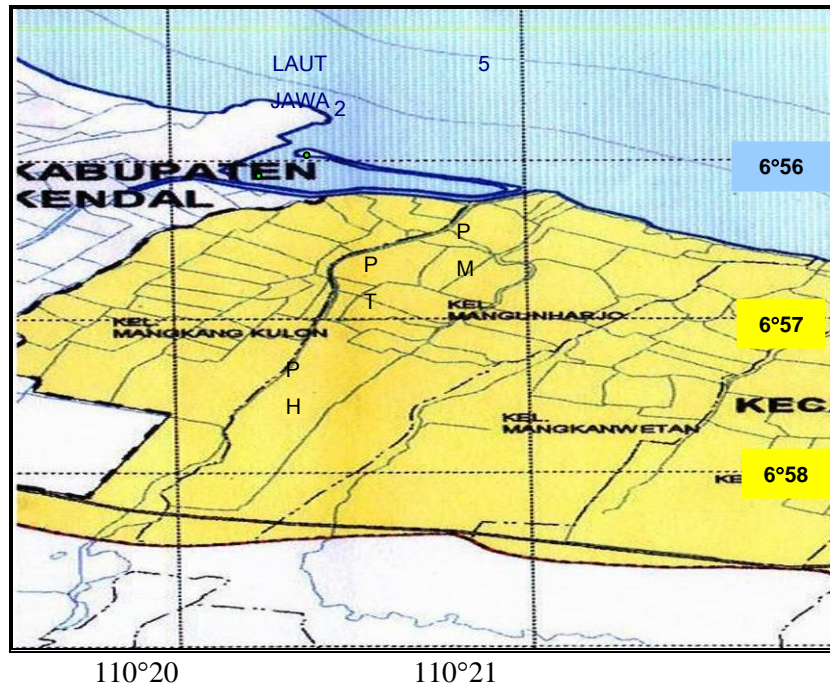 LAUT 5
JAWA 2
6°56
KABUPATEN
KENDAL
P
P M
T
KEL.
MANGUNHARJO
6°57
KEL.
MANGKANG KULON
P
H
KEC
KEL.
MANGKANWETAN
6°58
KE
110°20 110°21